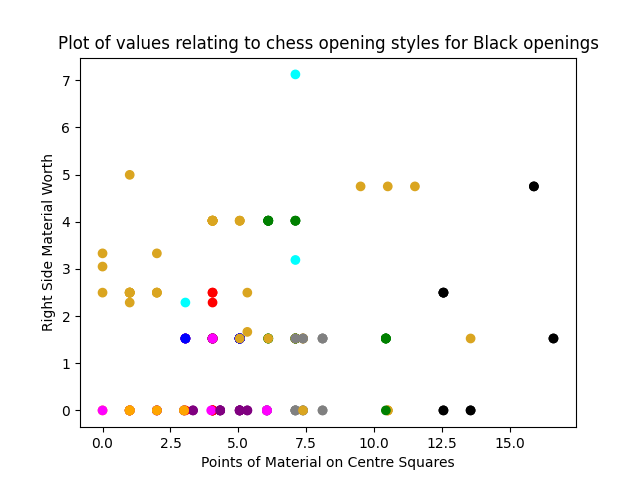 Plot of values relating to chess opening styles for Black openings
7
6
5
4
3
2
1
0
Right Side Material Worth
0.0 2.5 5.0 7.5 10.0 12.5 15.0
Points of Material on Centre Squares